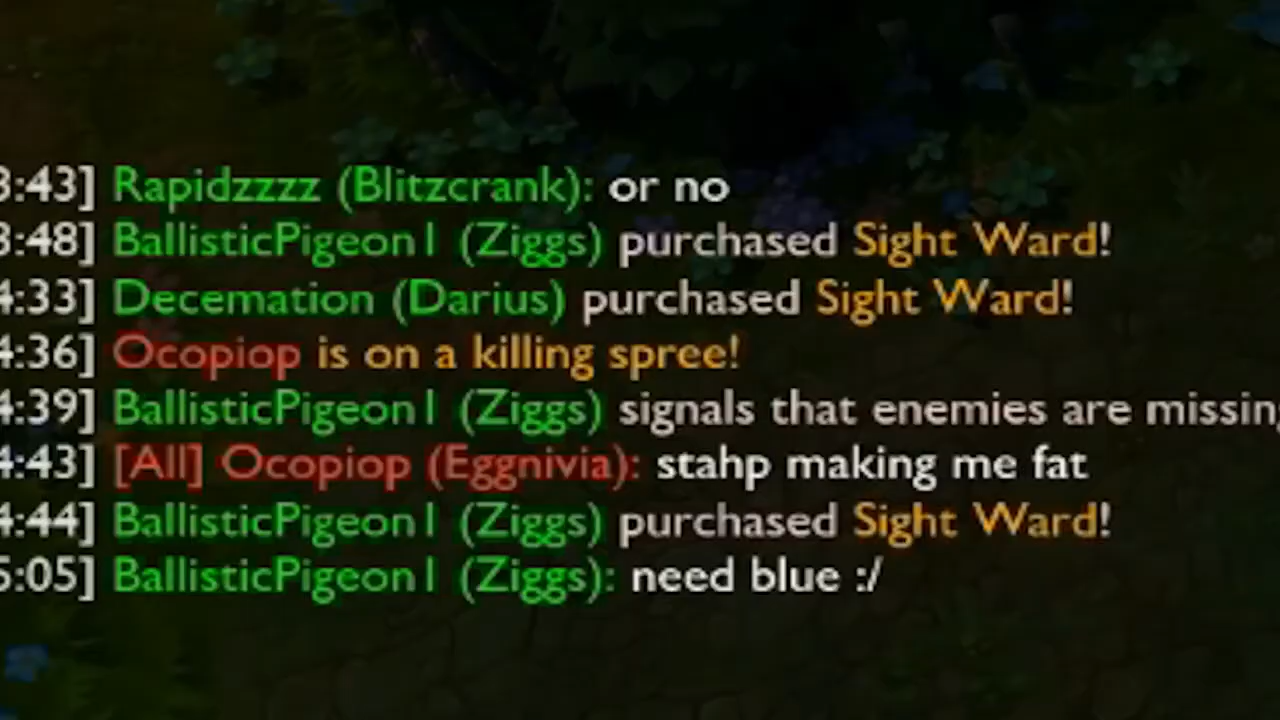 3:43] Rapidzzzz (Blitzcrank): or no
3:48] BallisticPigeon1 (Ziggs) purchased Sight Ward!
4:33] Decemation (Darius) purchased Sight Ward!
4:36] Ocopiop is on a killing spree!
4:39] BallisticPigeon1 (Ziggs) signals that enemies are missin
4:43] [All] Ocopiop (Eggnivia): stahp making me fat
4:44] BallisticPigeon1 (Ziggs) purchased Sight Ward!
5:05] BallisticPigeon1 (Ziggs): need blue :/